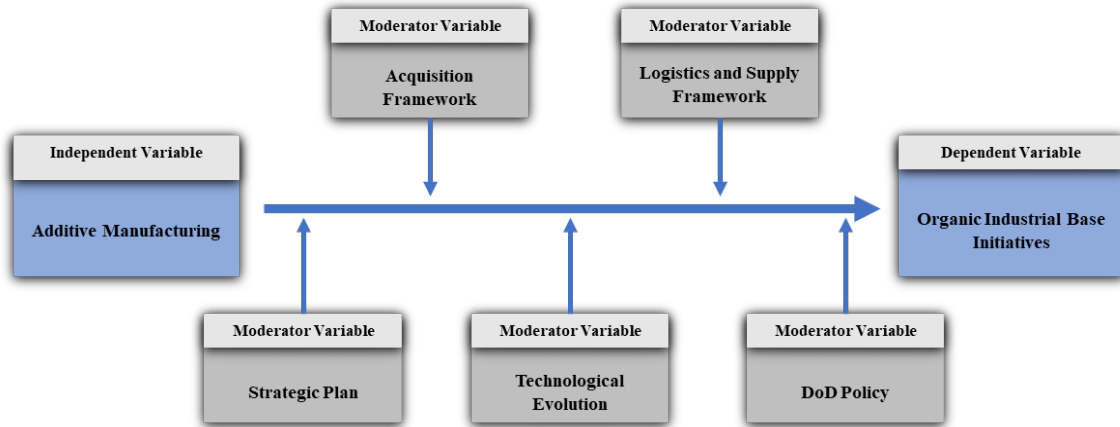 Moderator Variable
Acquisition
Framework
Moderator Variable
Logistics and Supply
Framework
Independent Variable
Additive Manufacturing
Dependent Variable
Organic Industrial Base
Initiatives
Moderator Variable
Strategic Plan
Moderator Variable
Technological
Evolution
Moderator Variable
DoD Policy